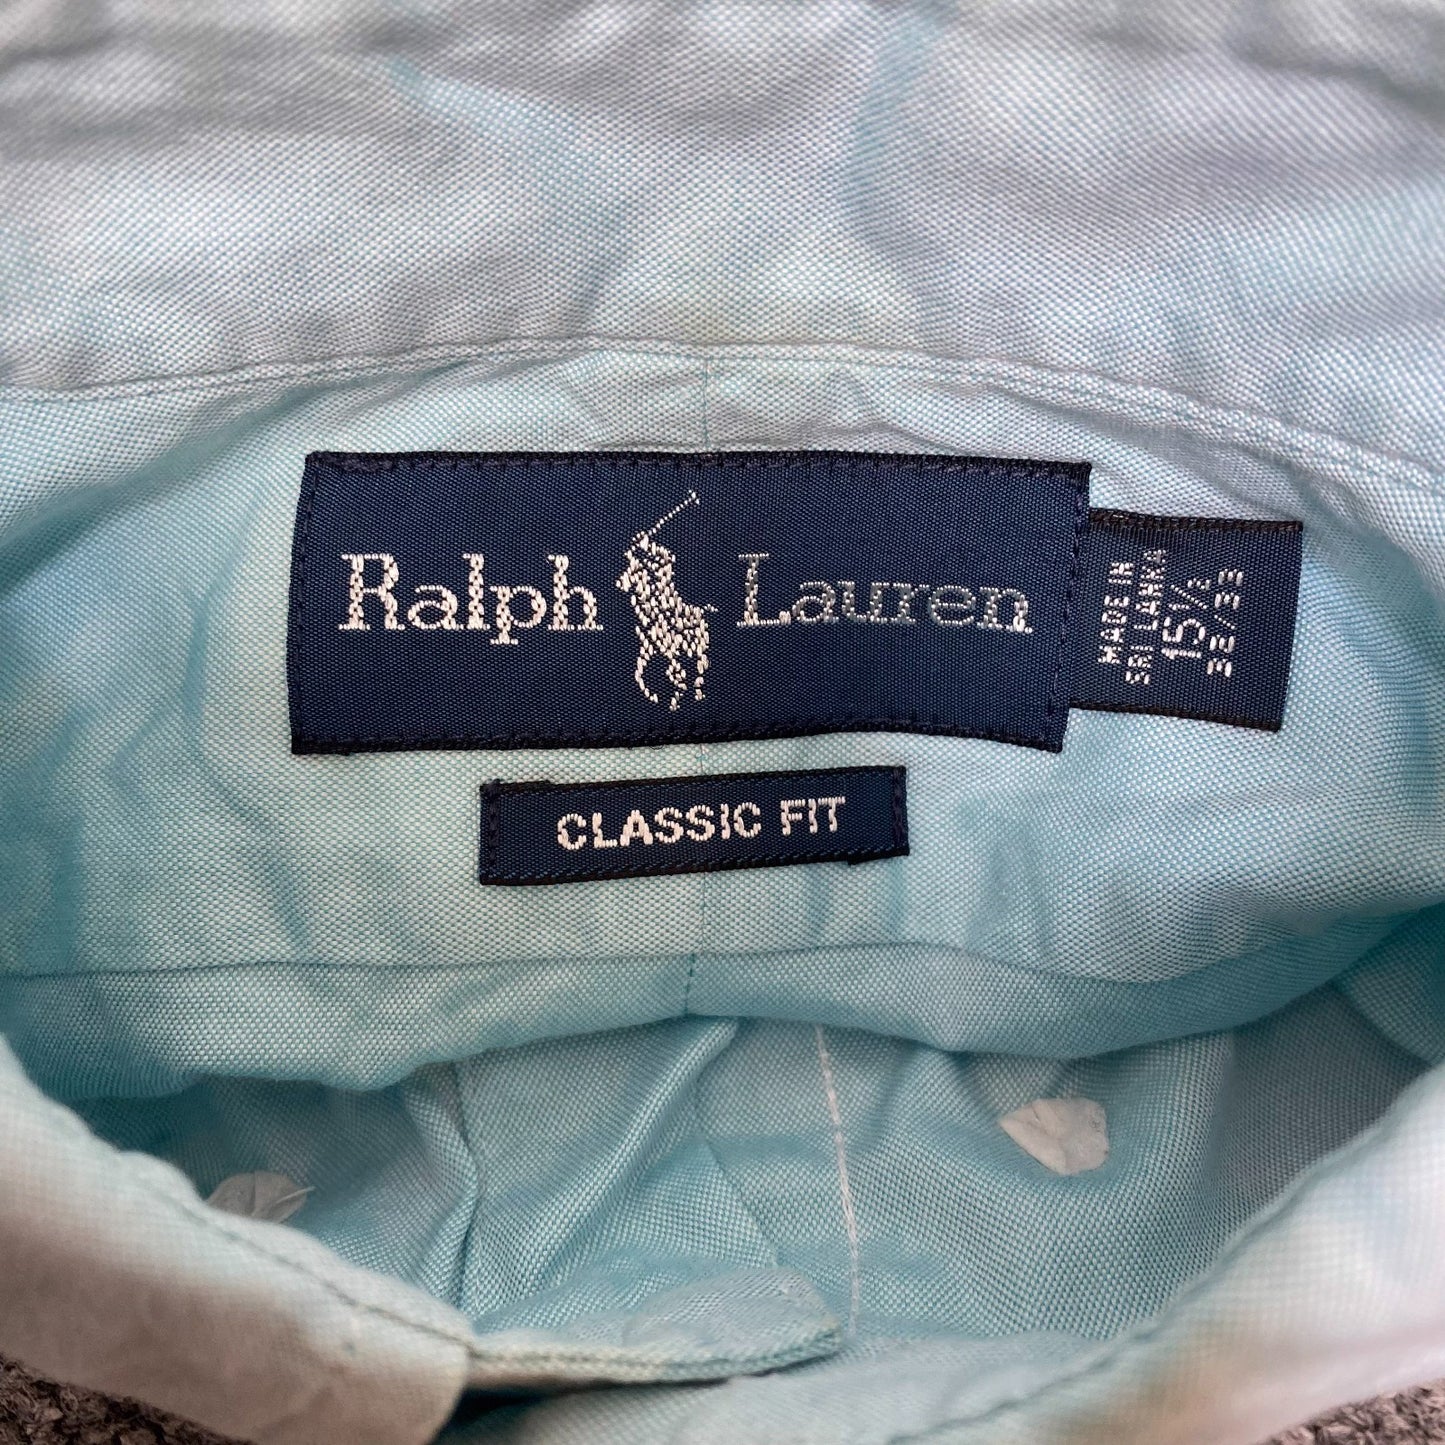 Ralph Lauren
MADE IN
SRI LANKA
15½
32/33
CLASSIC FIT